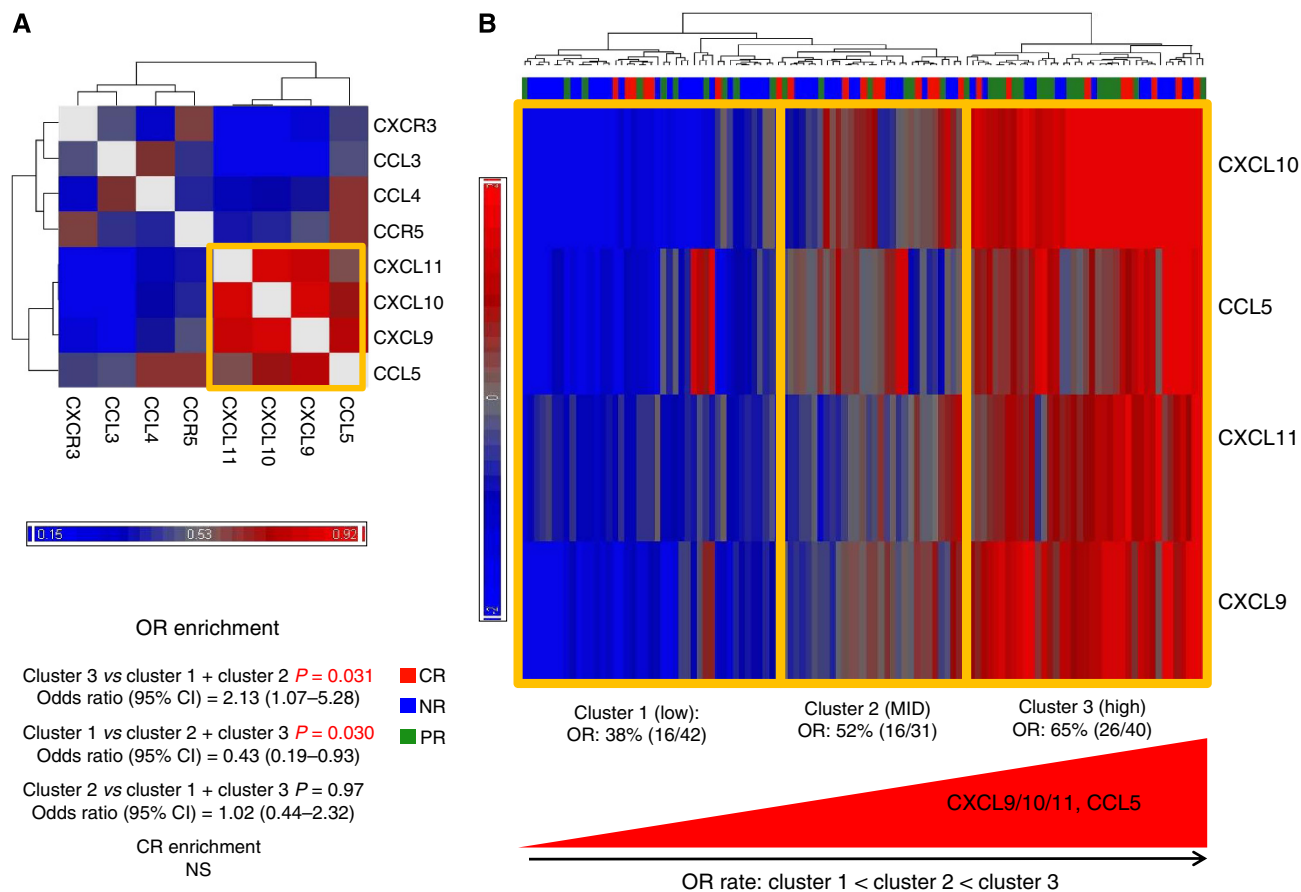 A
CXCR3
CCL3
CCL4
CCR5
CXCL11
CXCL10
CXCL9
CCL5
CXCR3
CCL3
CCL4
CCR5
CXCL11
CXCL10
CXCL9
CCL5
0.15 0.53 0.92
OR enrichment
Cluster 3 vs cluster 1 + cluster 2 P = 0.031
Odds ratio (95% CI) = 2.13 (1.07–5.28)
Cluster 1 vs cluster 2 + cluster 3 P = 0.030
Odds ratio (95% CI) = 0.43 (0.19–0.93)
Cluster 2 vs cluster 1 + cluster 3 P = 0.97
Odds ratio (95% CI) = 1.02 (0.44–2.32)
CR enrichment
NS
CR
NR
PR
B
0
-2
CXCL10
CCL5
CXCL11
CXCL9
Cluster 1 (low):
OR: 38% (16/42)
Cluster 2 (MID)
OR: 52% (16/31)
Cluster 3 (high)
OR: 65% (26/40)
CXCL9/10/11, CCL5
OR rate: cluster 1 < cluster 2 < cluster 3